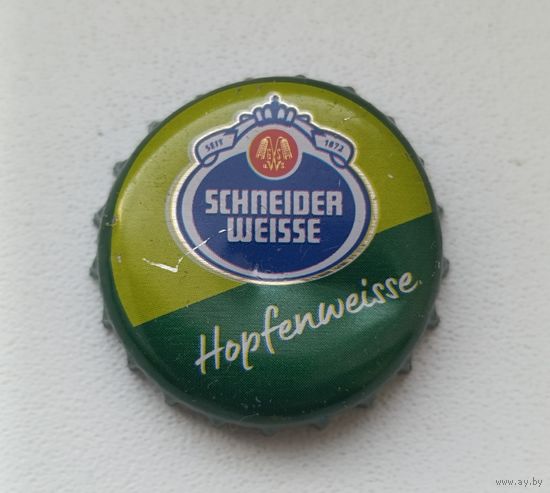 SEIT 1872
SCHNEIDER
WEISSE
Hopfenweisse
www.ay.by